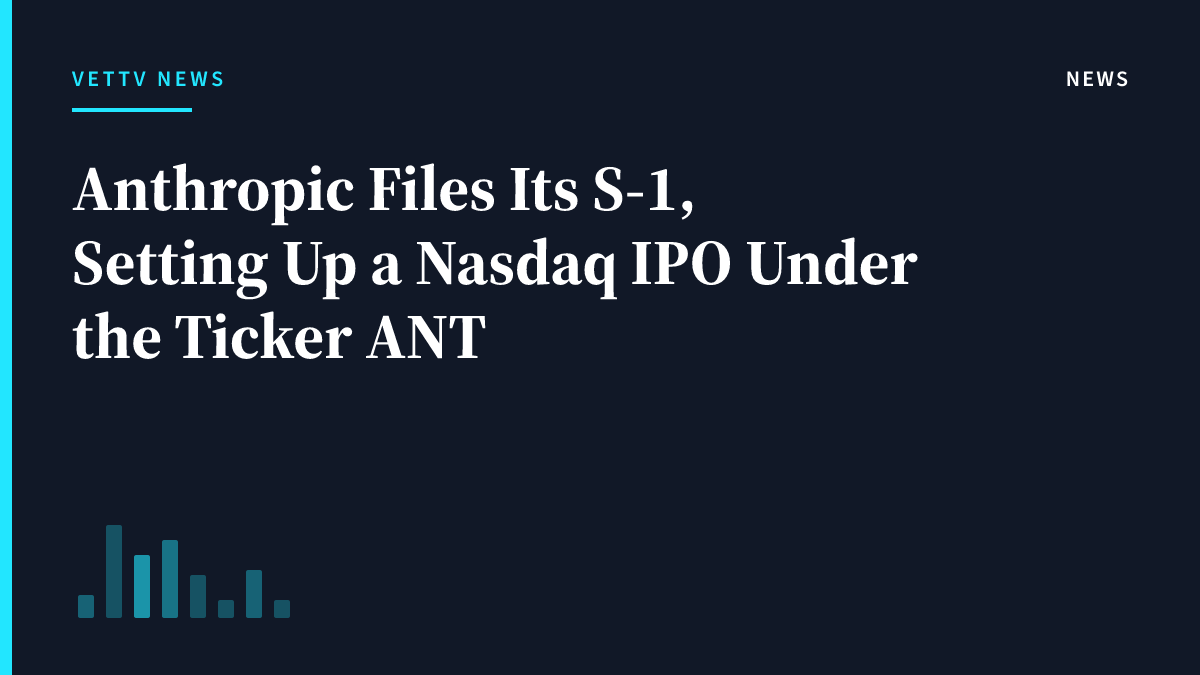 VETTV NEWS
NEWS
Anthropic Files Its S-1,
Setting Up a Nasdaq IPO Under
the Ticker ANT